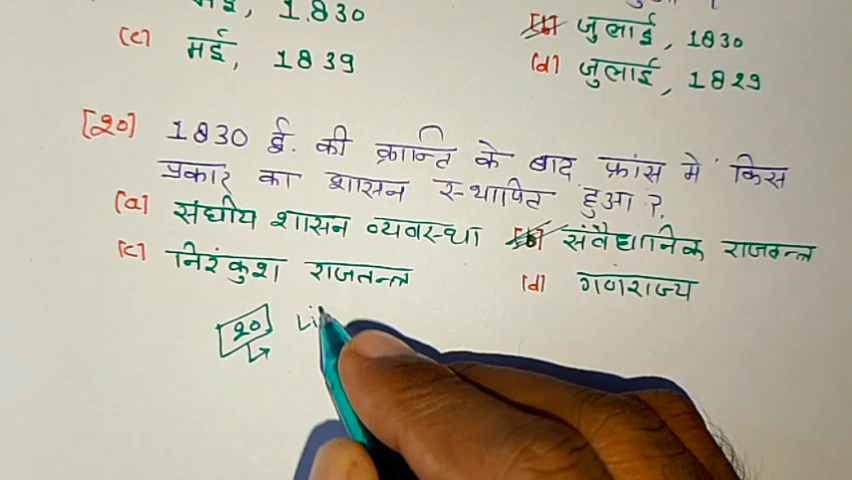 मई, 1830
[b] जुलाई, 1830
[c] मई, 1839
[d] जुलाई, 1829
[20] 1830 ई. की क्रान्ति के बाद फ्रांस में किस
प्रकार का शासन स्थापित हुआ ?
[a] संघीय शासन व्यवस्था [b] संवैधानिक राजतन्त्र
[c] निरंकुश राजतन्त्र [d] गणराज्य
[20]